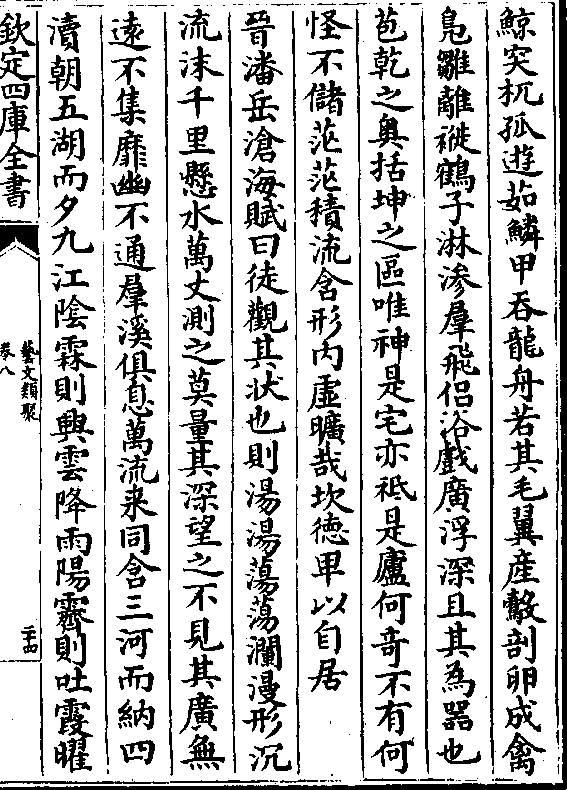 鯨突杌孤遊茹鱗甲吞龍舟若其毛翼産鷇剖卵成禽
鳬雛離褷鶴子淋滲羣飛侣浴戲廣浮深且其為器也
苞乾之奥括坤之區唯神是宅亦祇是廬何竒不有何
怪不儲茫茫積流含形内虚曠哉坎徳卑以自居
晉潘岳滄海賦曰徒觀其状也則湯湯蕩蕩瀾漫形沉
流沫千里懸水萬丈測之莫量其深望之不見其廣無
逺不集靡幽不通羣溪俱息萬流來同含三河而納四
瀆朝五湖而夕九江陰霖則興雲降雨陽霽則吐霞曜
欽定四庫全書
藝文類聚
卷八
二十四